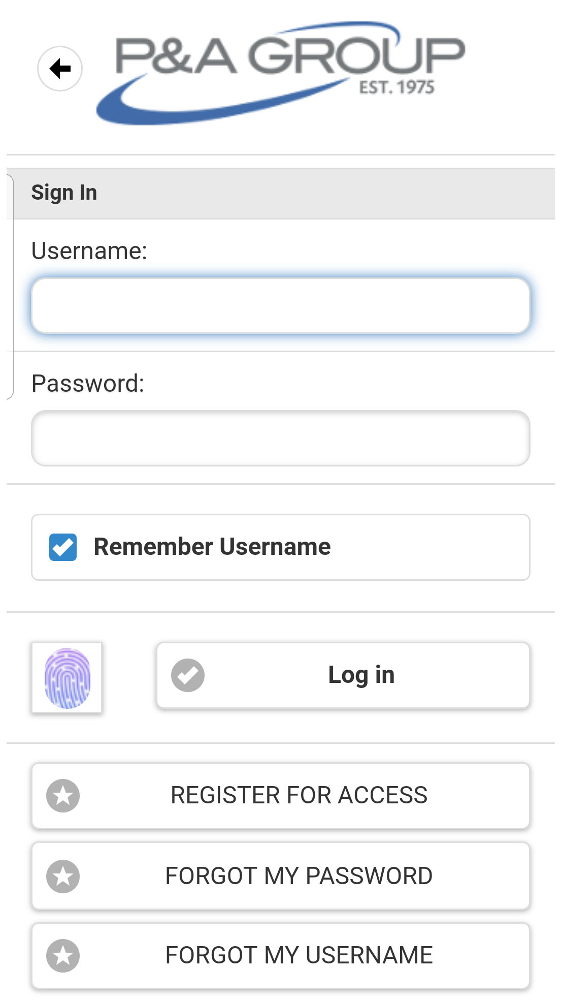 P&A GROUP
EST. 1975
Sign In
Username:
Password:
Remember Username
Log in
REGISTER FOR ACCESS
FORGOT MY PASSWORD
FORGOT MY USERNAME